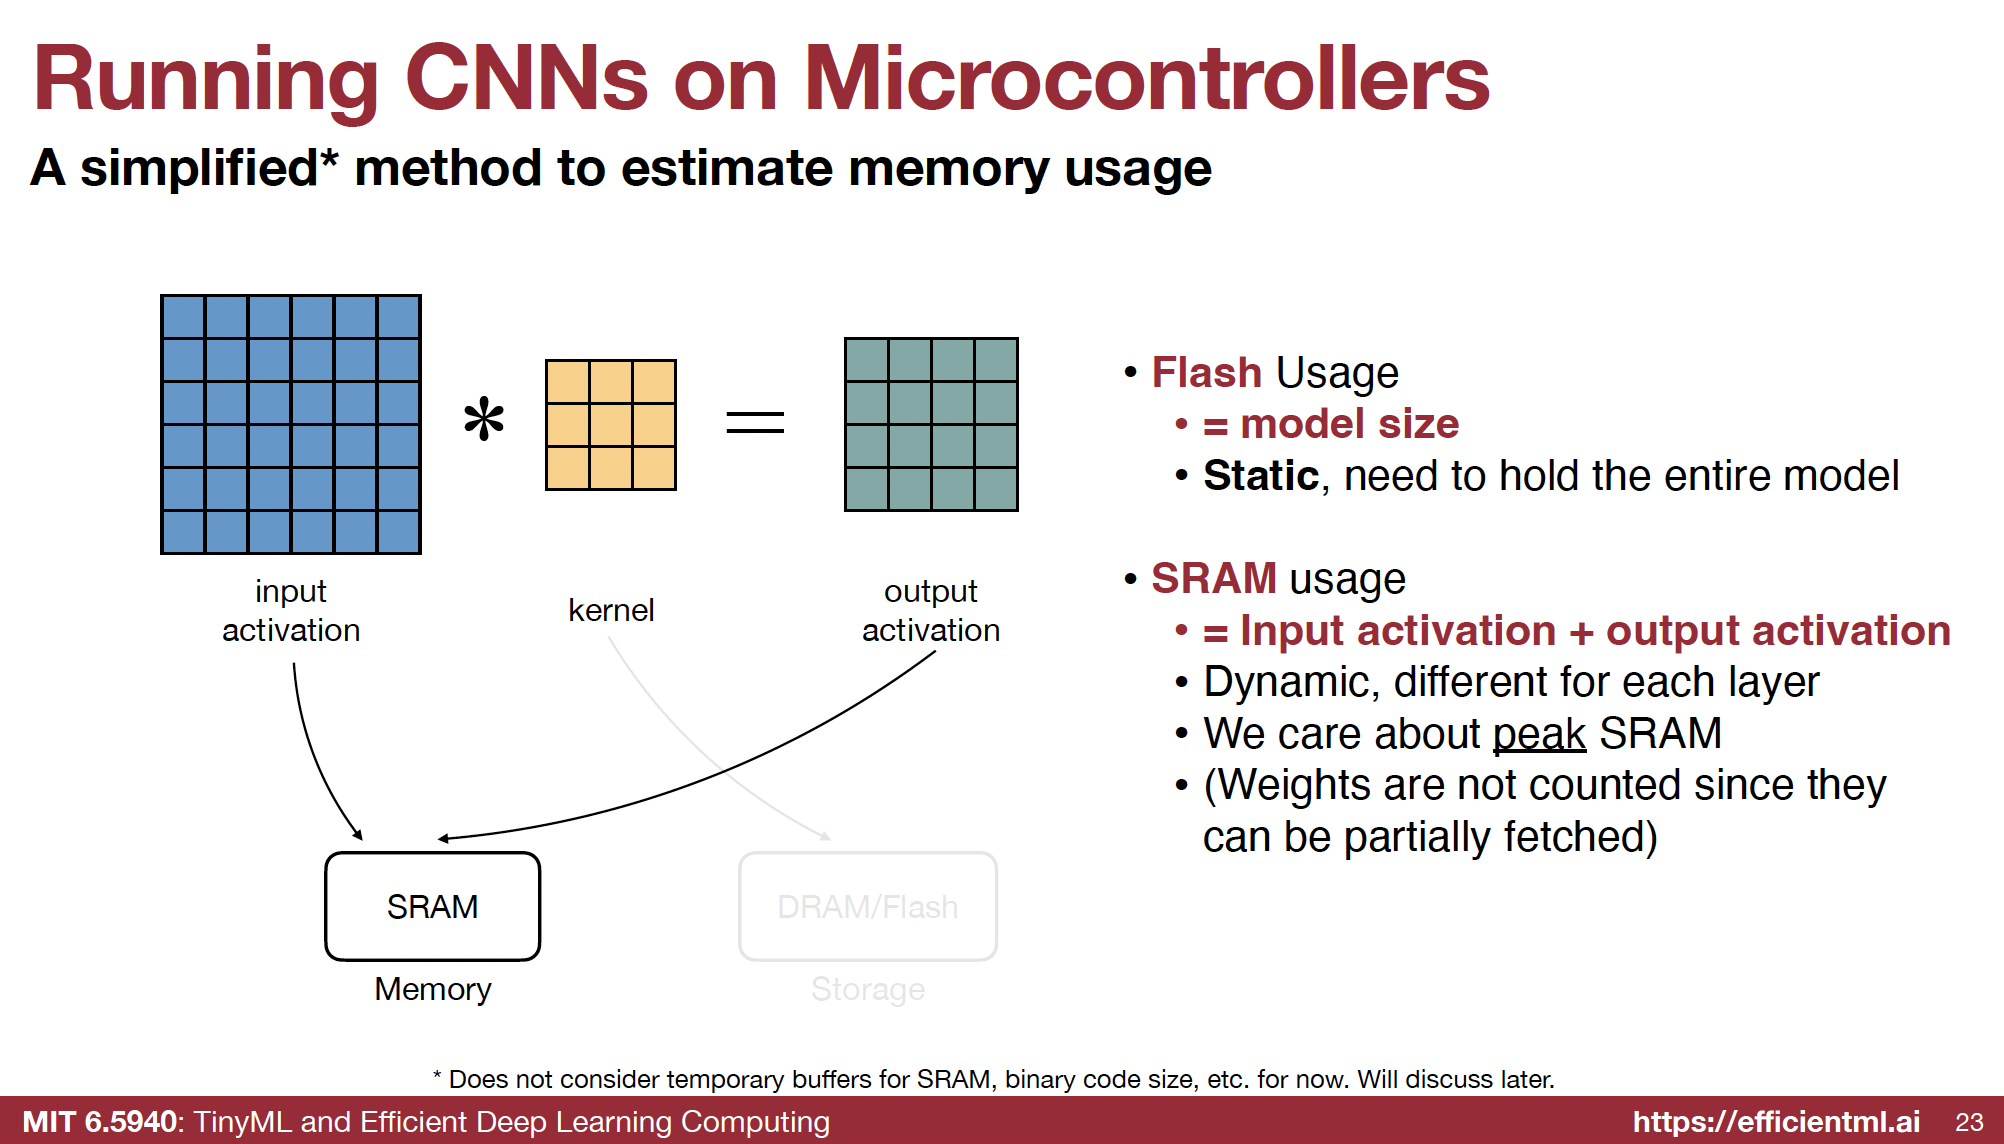 Running CNNs on Microcontrollers
A simplified* method to estimate memory usage
*
=
input
activation
kernel
output
activation
SRAM
Memory
DRAM/Flash
Storage
• Flash Usage
• = model size
• Static, need to hold the entire model
• SRAM usage
• = Input activation + output activation
• Dynamic, different for each layer
• We care about peak SRAM
• (Weights are not counted since they
can be partially fetched)
* Does not consider temporary buffers for SRAM, binary code size, etc. for now. Will discuss later.
MIT 6.5940: TinyML and Efficient Deep Learning Computing
https://efficientml.ai
23